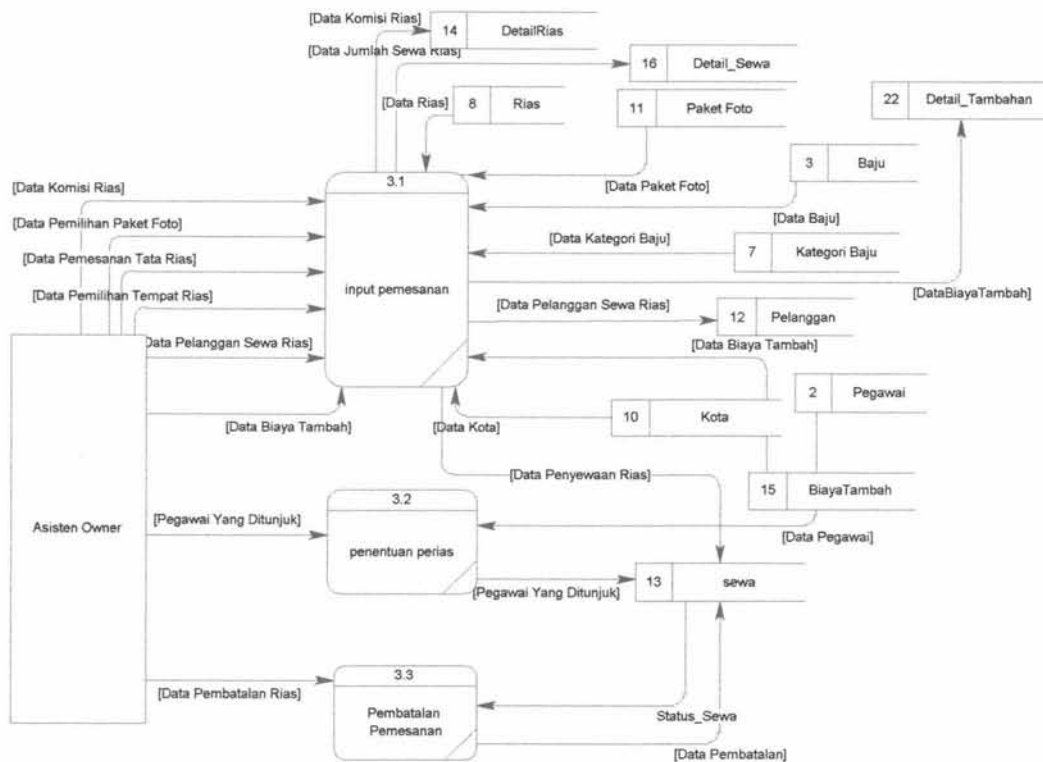 [Data Komisi Rias]
14 DetailRias
[Data Jumlah Sewa Rias]
16 Detail_Sewa
[Data Rias]
8 Rias
11 Paket Foto
22 Detail_Tambahan
3.1
[Data Paket Foto]
3 Baju
[Data Komisi Rias]
[Data Baju]
[Data Pemilihan Paket Foto]
[Data Kategori Baju]
7 Kategori Baju
[Data Pemesanan Tata Rias]
input pemesanan
[DataBiayaTambah]
[Data Pemilihan Tempat Rias]
[Data Pelanggan Sewa Rias]
12 Pelanggan
Data Pelanggan Sewa Rias]
[Data Biaya Tambah]
2 Pegawai
[Data Biaya Tambah]
[Data Kota]
10 Kota
[Data Penyewaan Rias]
15 BiayaTambah
3.2
Asisten Owner
[Pegawai Yang Ditunjuk]
penentuan perias
[Data Pegawai]
13 sewa
[Pegawai Yang Ditunjuk]
3.3
[Data Pembatalan Rias]
Pembatalan
Pemesanan
Status_Sewa
[Data Pembatalan]